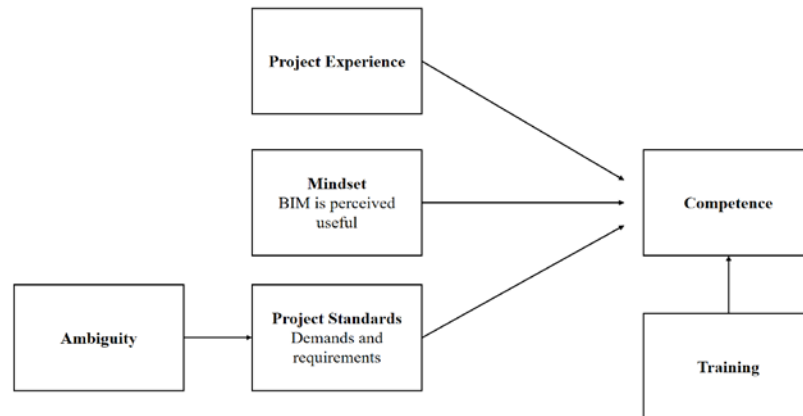 Project Experience
Mindset
BIM is perceived
useful
Competence
Ambiguity
Project Standards
Demands and
requirements
Training